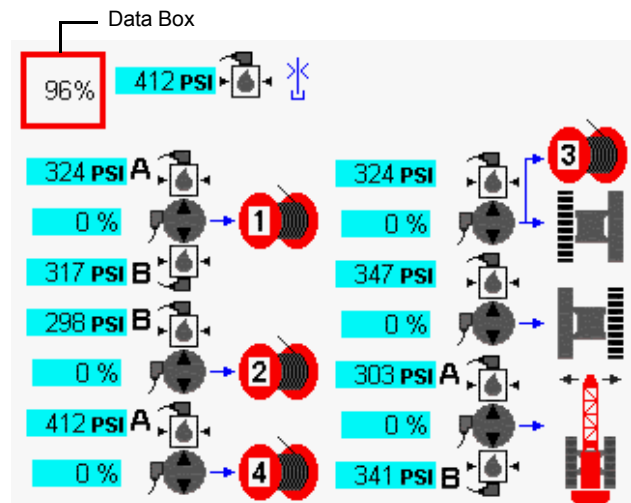 Data Box
96% 412 PSI
324 PSI A
0 % 1
317 PSI B
298 PSI B
0 % 2
412 PSI A
0 % 4
3
324 PSI
0 %
347 PSI
0 %
303 PSI A
0 %
341 PSI B